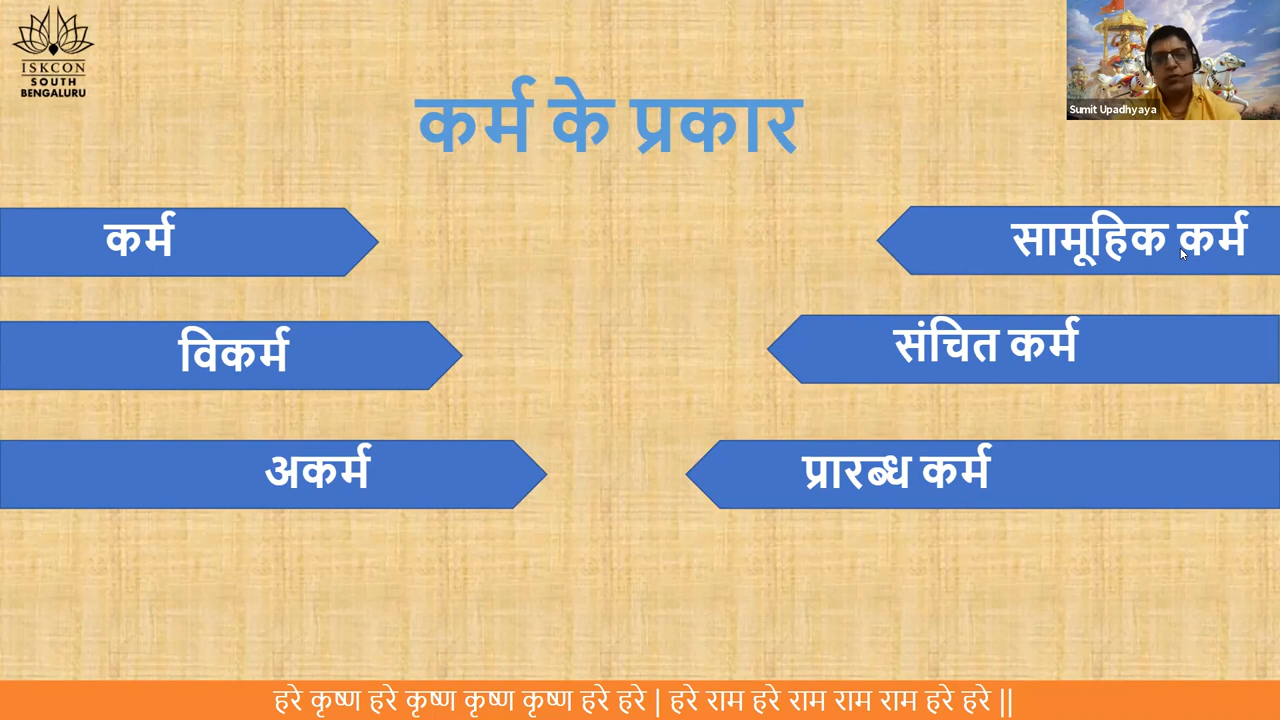 ISKCON
SOUTH
BENGALURU
Sumit Upadhyaya
कर्म के प्रकार
कर्म
सामूहिक कर्म
विकर्म
संचित कर्म
अकर्म
प्रारब्ध कर्म
हरे कृष्ण हरे कृष्ण कृष्ण कृष्ण हरे हरे | हरे राम हरे राम राम राम हरे हरे ||